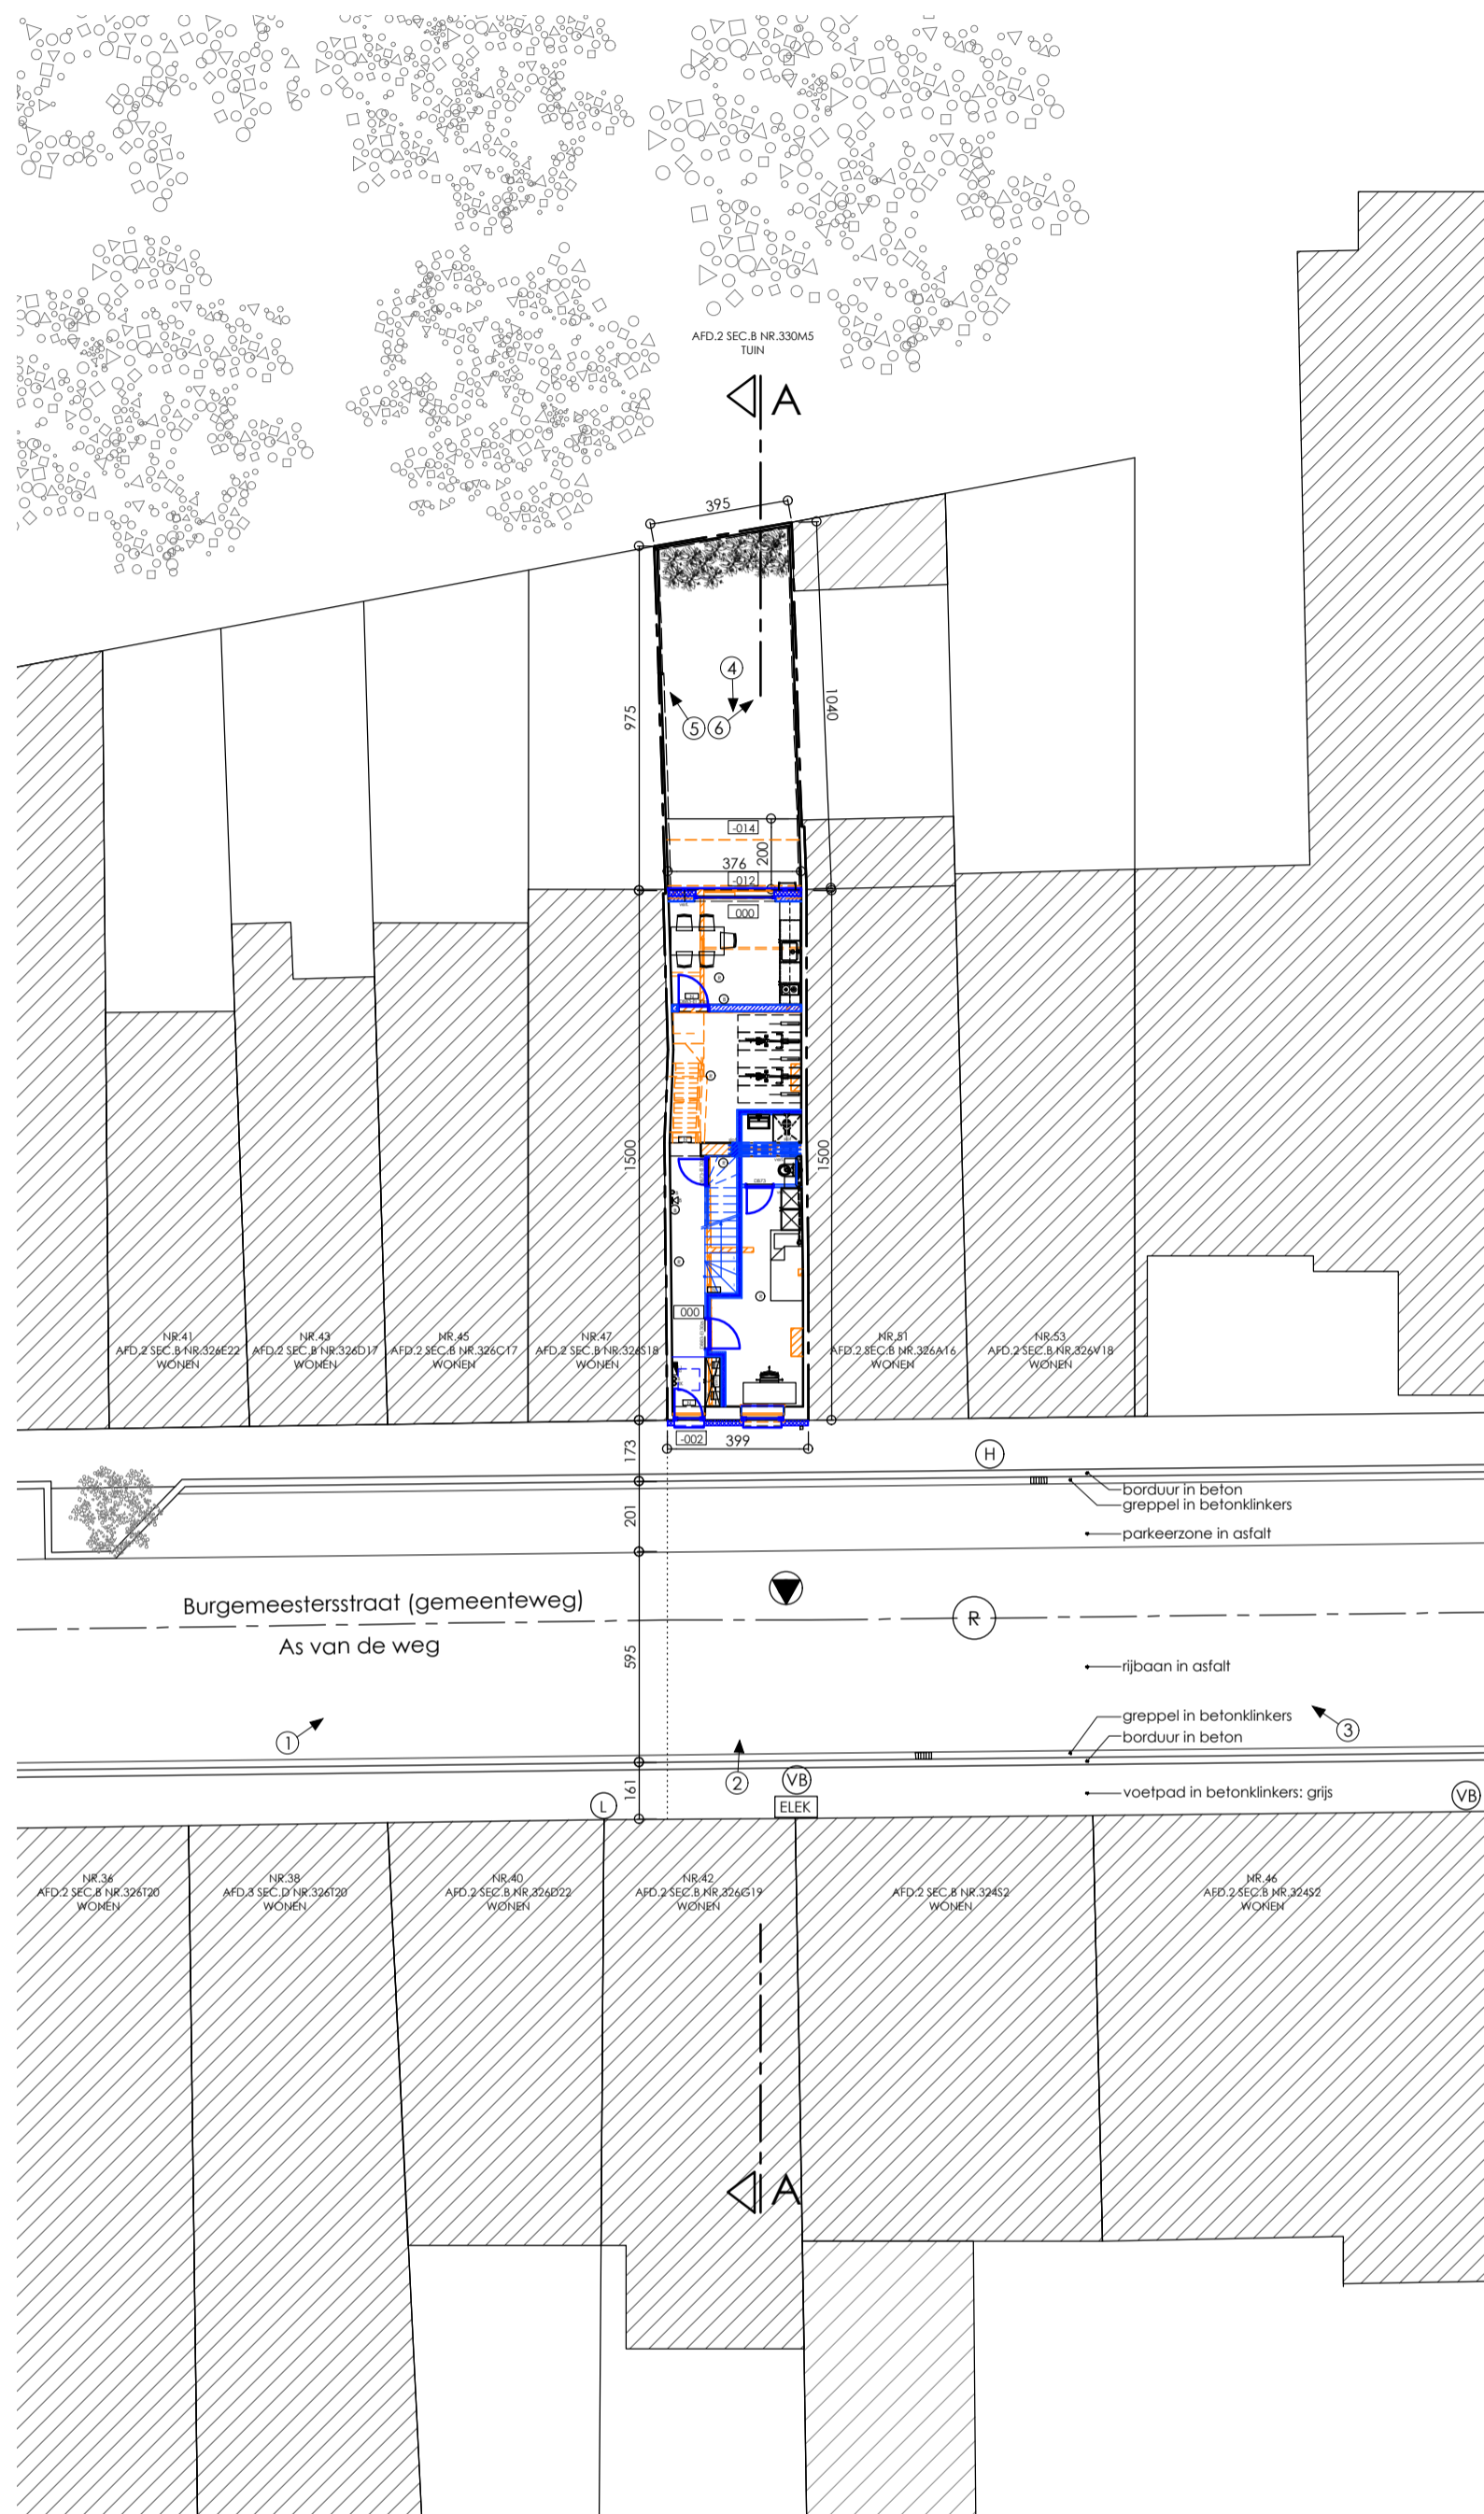 AFD.2 SEC.B NR.330M5
TUIN
A
395
975
1040
4
5
6
-014
200
376
-012
000
1500
1500
000
NR.41
AFD.2 SEC.B NR.326E22
WONEN
NR.43
AFD.2 SEC.B NR.326D17
WONEN
NR.45
AFD.2 SEC.B NR.326C17
WONEN
NR.47
AFD.2 SEC.B NR.326S18
WONEN
NR.51
AFD.2 SEC.B NR.326A16
WONEN
NR.53
AFD.2 SEC.B NR.326V18
WONEN
-002
399
173
H
borduur in beton
greppel in betonklinkers
201
parkeerzone in asfalt
Burgemeestersstraat (gemeenteweg)
R
As van de weg
595
rijbaan in asfalt
greppel in betonklinkers
borduur in beton
1
2
3
161
VB
ELEK
L
voetpad in betonklinkers: grijs
VB
NR.36
AFD.2 SEC.B NR.326T20
WONEN
NR.38
AFD.3 SEC.D NR.326T20
WONEN
NR.40
AFD.2 SEC.B NR.326D22
WONEN
NR.42
AFD.2 SEC.B NR.326G19
WONEN
AFD.2 SEC.B NR.324S2
WONEN
NR.46
AFD.2 SEC.B NR.324S2
WONEN
A